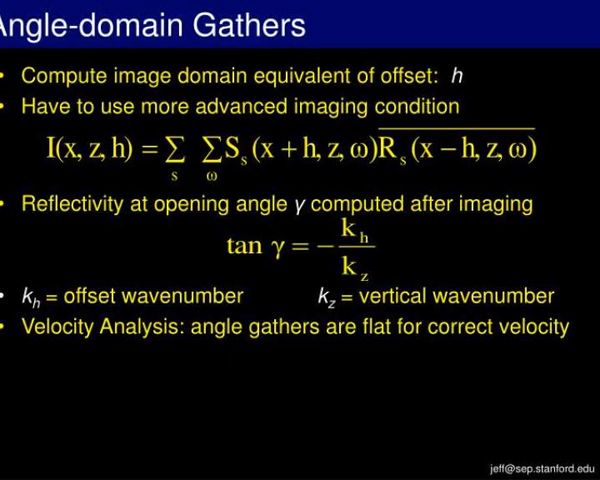 Angle-domain Gathers
• Compute image domain equivalent of offset: h
• Have to use more advanced imaging condition
I(x, z, h) = ∑ₛ ∑_ω Sₛ (x + h, z, ω) R̅ₛ̅ ̅(̅x̅ ̅−̅ ̅h̅,̅ ̅z̅,̅ ̅ω̅)̅
• Reflectivity at opening angle γ computed after imaging
tan γ = − k_h / k_z
• k_h = offset wavenumber k_z = vertical wavenumber
• Velocity Analysis: angle gathers are flat for correct velocity
jeff@sep.stanford.edu